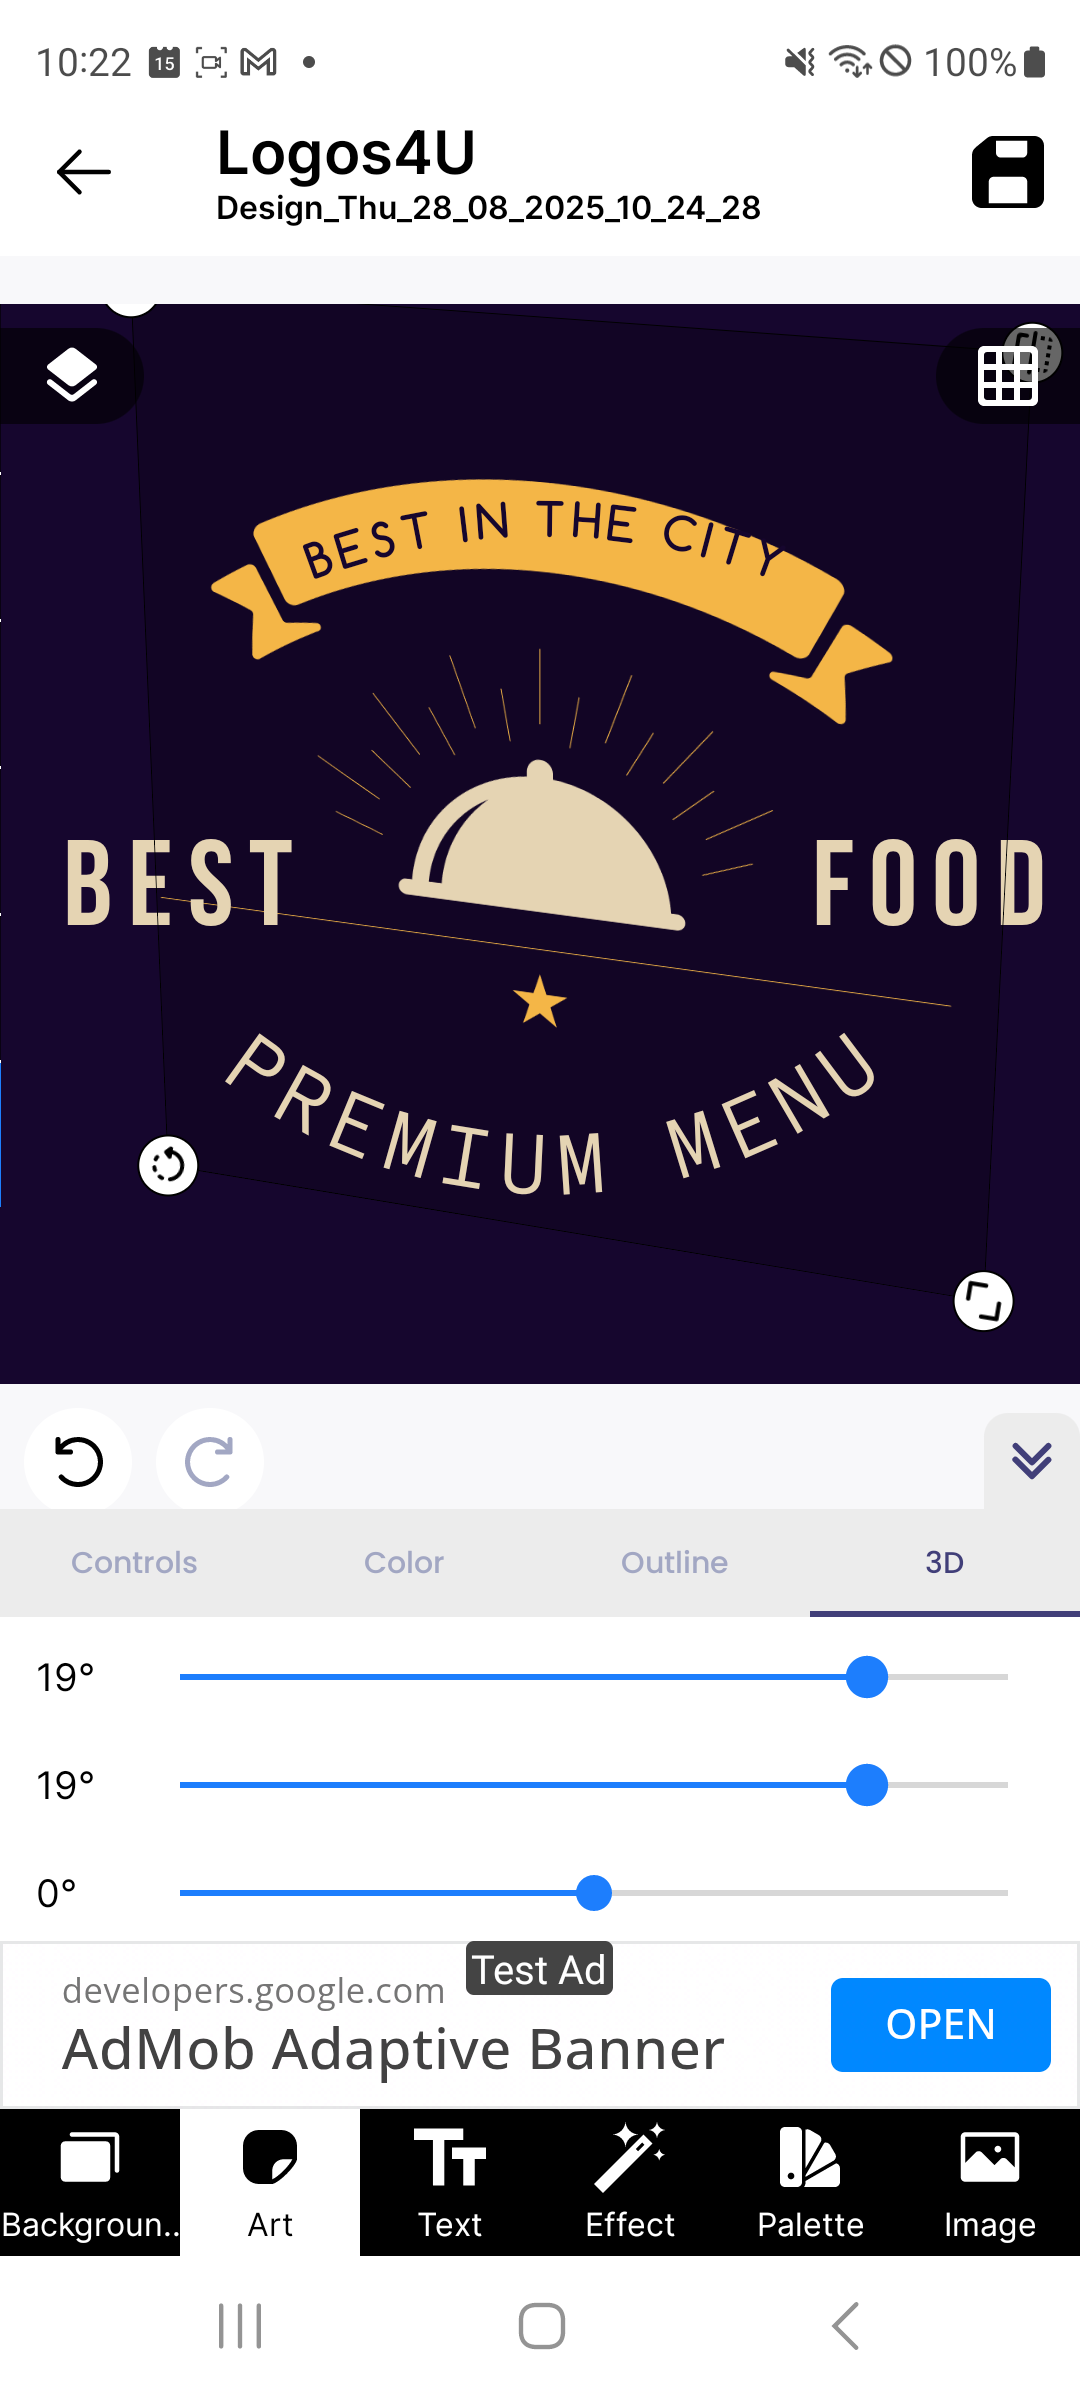 10:22 15 100%
Logos4U
Design_Thu_28_08_2025_10_24_28
BEST IN THE CITY
BEST FOOD
PREMIUM MENU
Controls Color Outline 3D
19°
19°
0°
Test Ad
developers.google.com
AdMob Adaptive Banner
OPEN
Backgroun.. Art Text Effect Palette Image